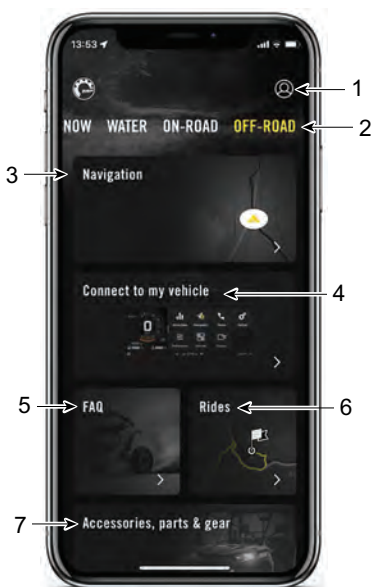 13:53
1
NOW WATER ON-ROAD OFF-ROAD
2
3
Navigation
Connect to my vehicle
4
0
5
FAQ
Rides
6
7
Accessories, parts & gear